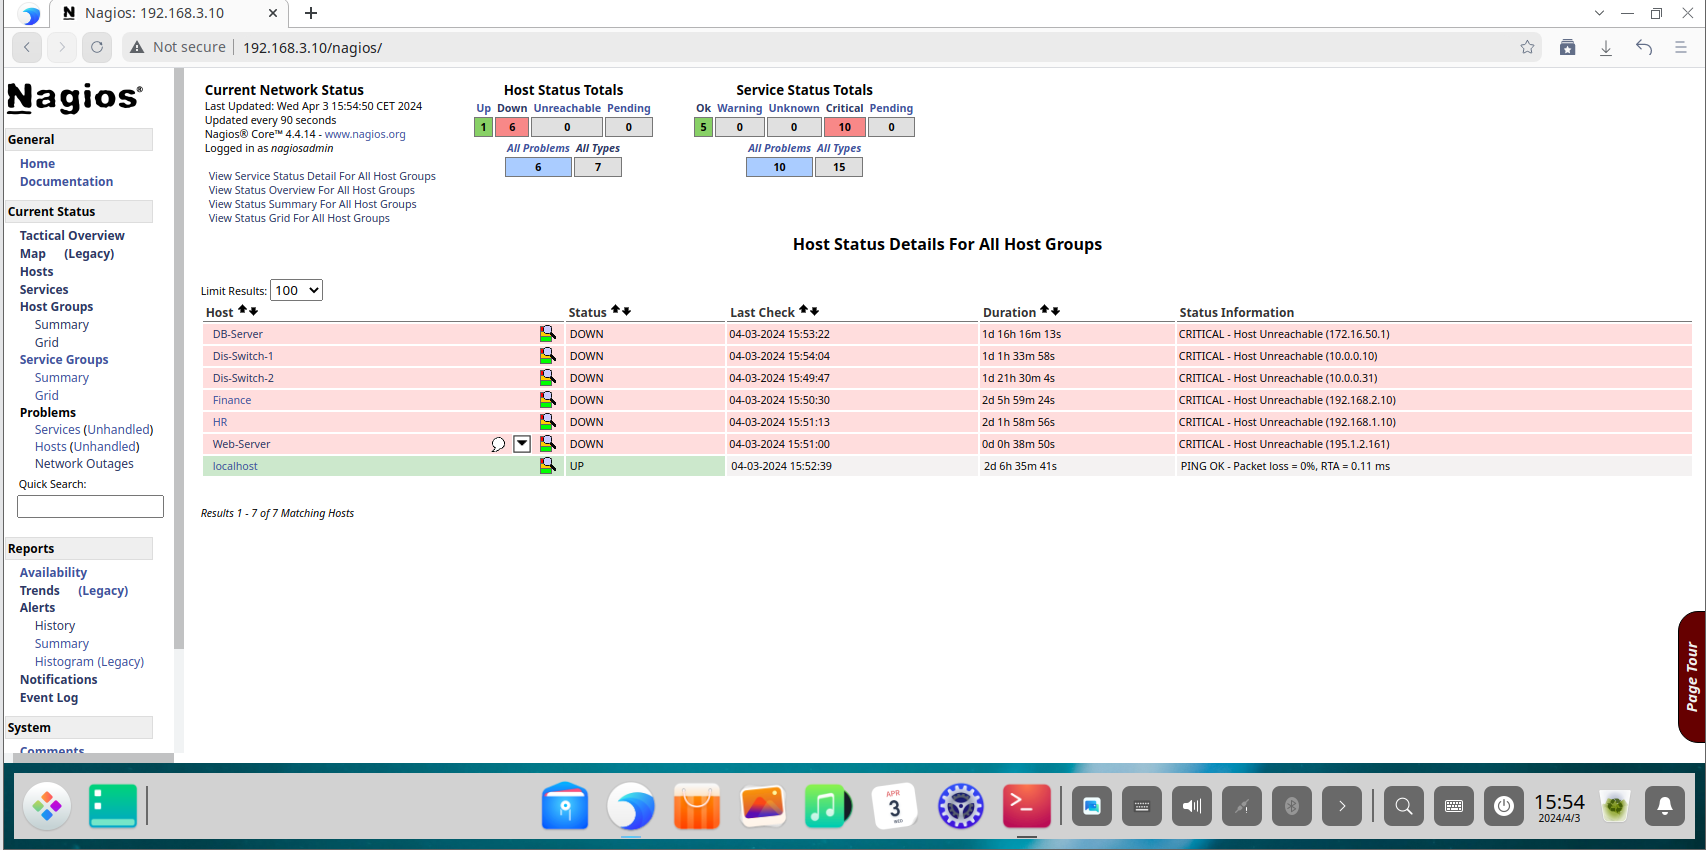 Nagios: 192.168.3.10
Not secure
192.168.3.10/nagios/
Nagios®
General
Home
Documentation
Current Status
Tactical Overview
Map (Legacy)
Hosts
Services
Host Groups
Summary
Grid
Service Groups
Summary
Grid
Problems
Services (Unhandled)
Hosts (Unhandled)
Network Outages
Quick Search:
Reports
Availability
Trends (Legacy)
Alerts
History
Summary
Histogram (Legacy)
Notifications
Event Log
System
Comments
Current Network Status
Last Updated: Wed Apr 3 15:54:50 CET 2024
Updated every 90 seconds
Nagios® Core™ 4.4.14 - www.nagios.org
Logged in as nagiosadmin
View Service Status Detail For All Host Groups
View Status Overview For All Host Groups
View Status Summary For All Host Groups
View Status Grid For All Host Groups
Host Status Totals
Up Down Unreachable Pending
1 6 0 0
All Problems All Types
6 7
Service Status Totals
Ok Warning Unknown Critical Pending
5 0 0 10 0
All Problems All Types
10 15
Host Status Details For All Host Groups
Limit Results: 100
Host Status Last Check Duration Status Information
DB-Server DOWN 04-03-2024 15:53:22 1d 16h 16m 13s CRITICAL - Host Unreachable (172.16.50.1)
Dis-Switch-1 DOWN 04-03-2024 15:54:04 1d 1h 33m 58s CRITICAL - Host Unreachable (10.0.0.10)
Dis-Switch-2 DOWN 04-03-2024 15:49:47 1d 21h 30m 4s CRITICAL - Host Unreachable (10.0.0.31)
Finance DOWN 04-03-2024 15:50:30 2d 5h 59m 24s CRITICAL - Host Unreachable (192.168.2.10)
HR DOWN 04-03-2024 15:51:13 2d 1h 58m 56s CRITICAL - Host Unreachable (192.168.1.10)
Web-Server DOWN 04-03-2024 15:51:00 0d 0h 38m 50s CRITICAL - Host Unreachable (195.1.2.161)
localhost UP 04-03-2024 15:52:39 2d 6h 35m 41s PING OK - Packet loss = 0%, RTA = 0.11 ms
Results 1 - 7 of 7 Matching Hosts
Page Tour
APR
3
WED
15:54
2024/4/3